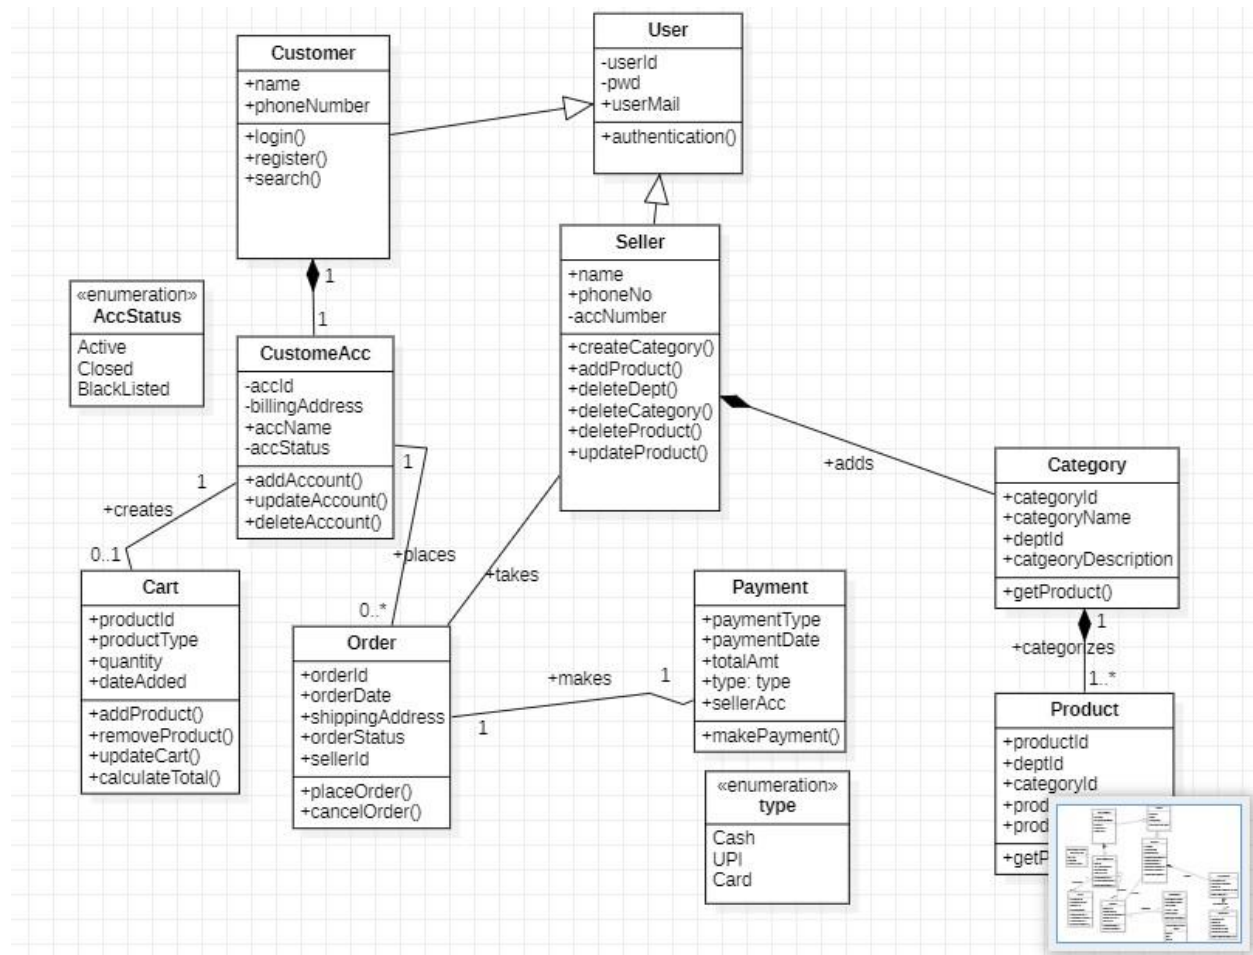 Customer
+name
+phoneNumber
+login()
+register()
+search()
User
-userId
-pwd
+userMail
+authentication()
1
1
Seller
+name
+phoneNo
-accNumber
+createCategory()
+addProduct()
+deleteDept()
+deleteCategory()
+deleteProduct()
+updateProduct()
«enumeration»
AccStatus
Active
Closed
BlackListed
CustomeAcc
-accId
-billingAddress
+accName
-accStatus
+addAccount()
+updateAccount()
+deleteAccount()
1
+creates
0..1
1
+places
0..*
+takes
+adds
Category
+categoryId
+categoryName
+deptId
+catgeoryDescription
+getProduct()
1
+categorizes
1..*
Cart
+productId
+productType
+quantity
+dateAdded
+addProduct()
+removeProduct()
+updateCart()
+calculateTotal()
Order
+orderId
+orderDate
+shippingAddress
+orderStatus
+sellerId
+placeOrder()
+cancelOrder()
+makes
1
1
Payment
+paymentType
+paymentDate
+totalAmt
+type: type
+sellerAcc
+makePayment()
«enumeration»
type
Cash
UPI
Card
Product
+productId
+deptId
+categoryId